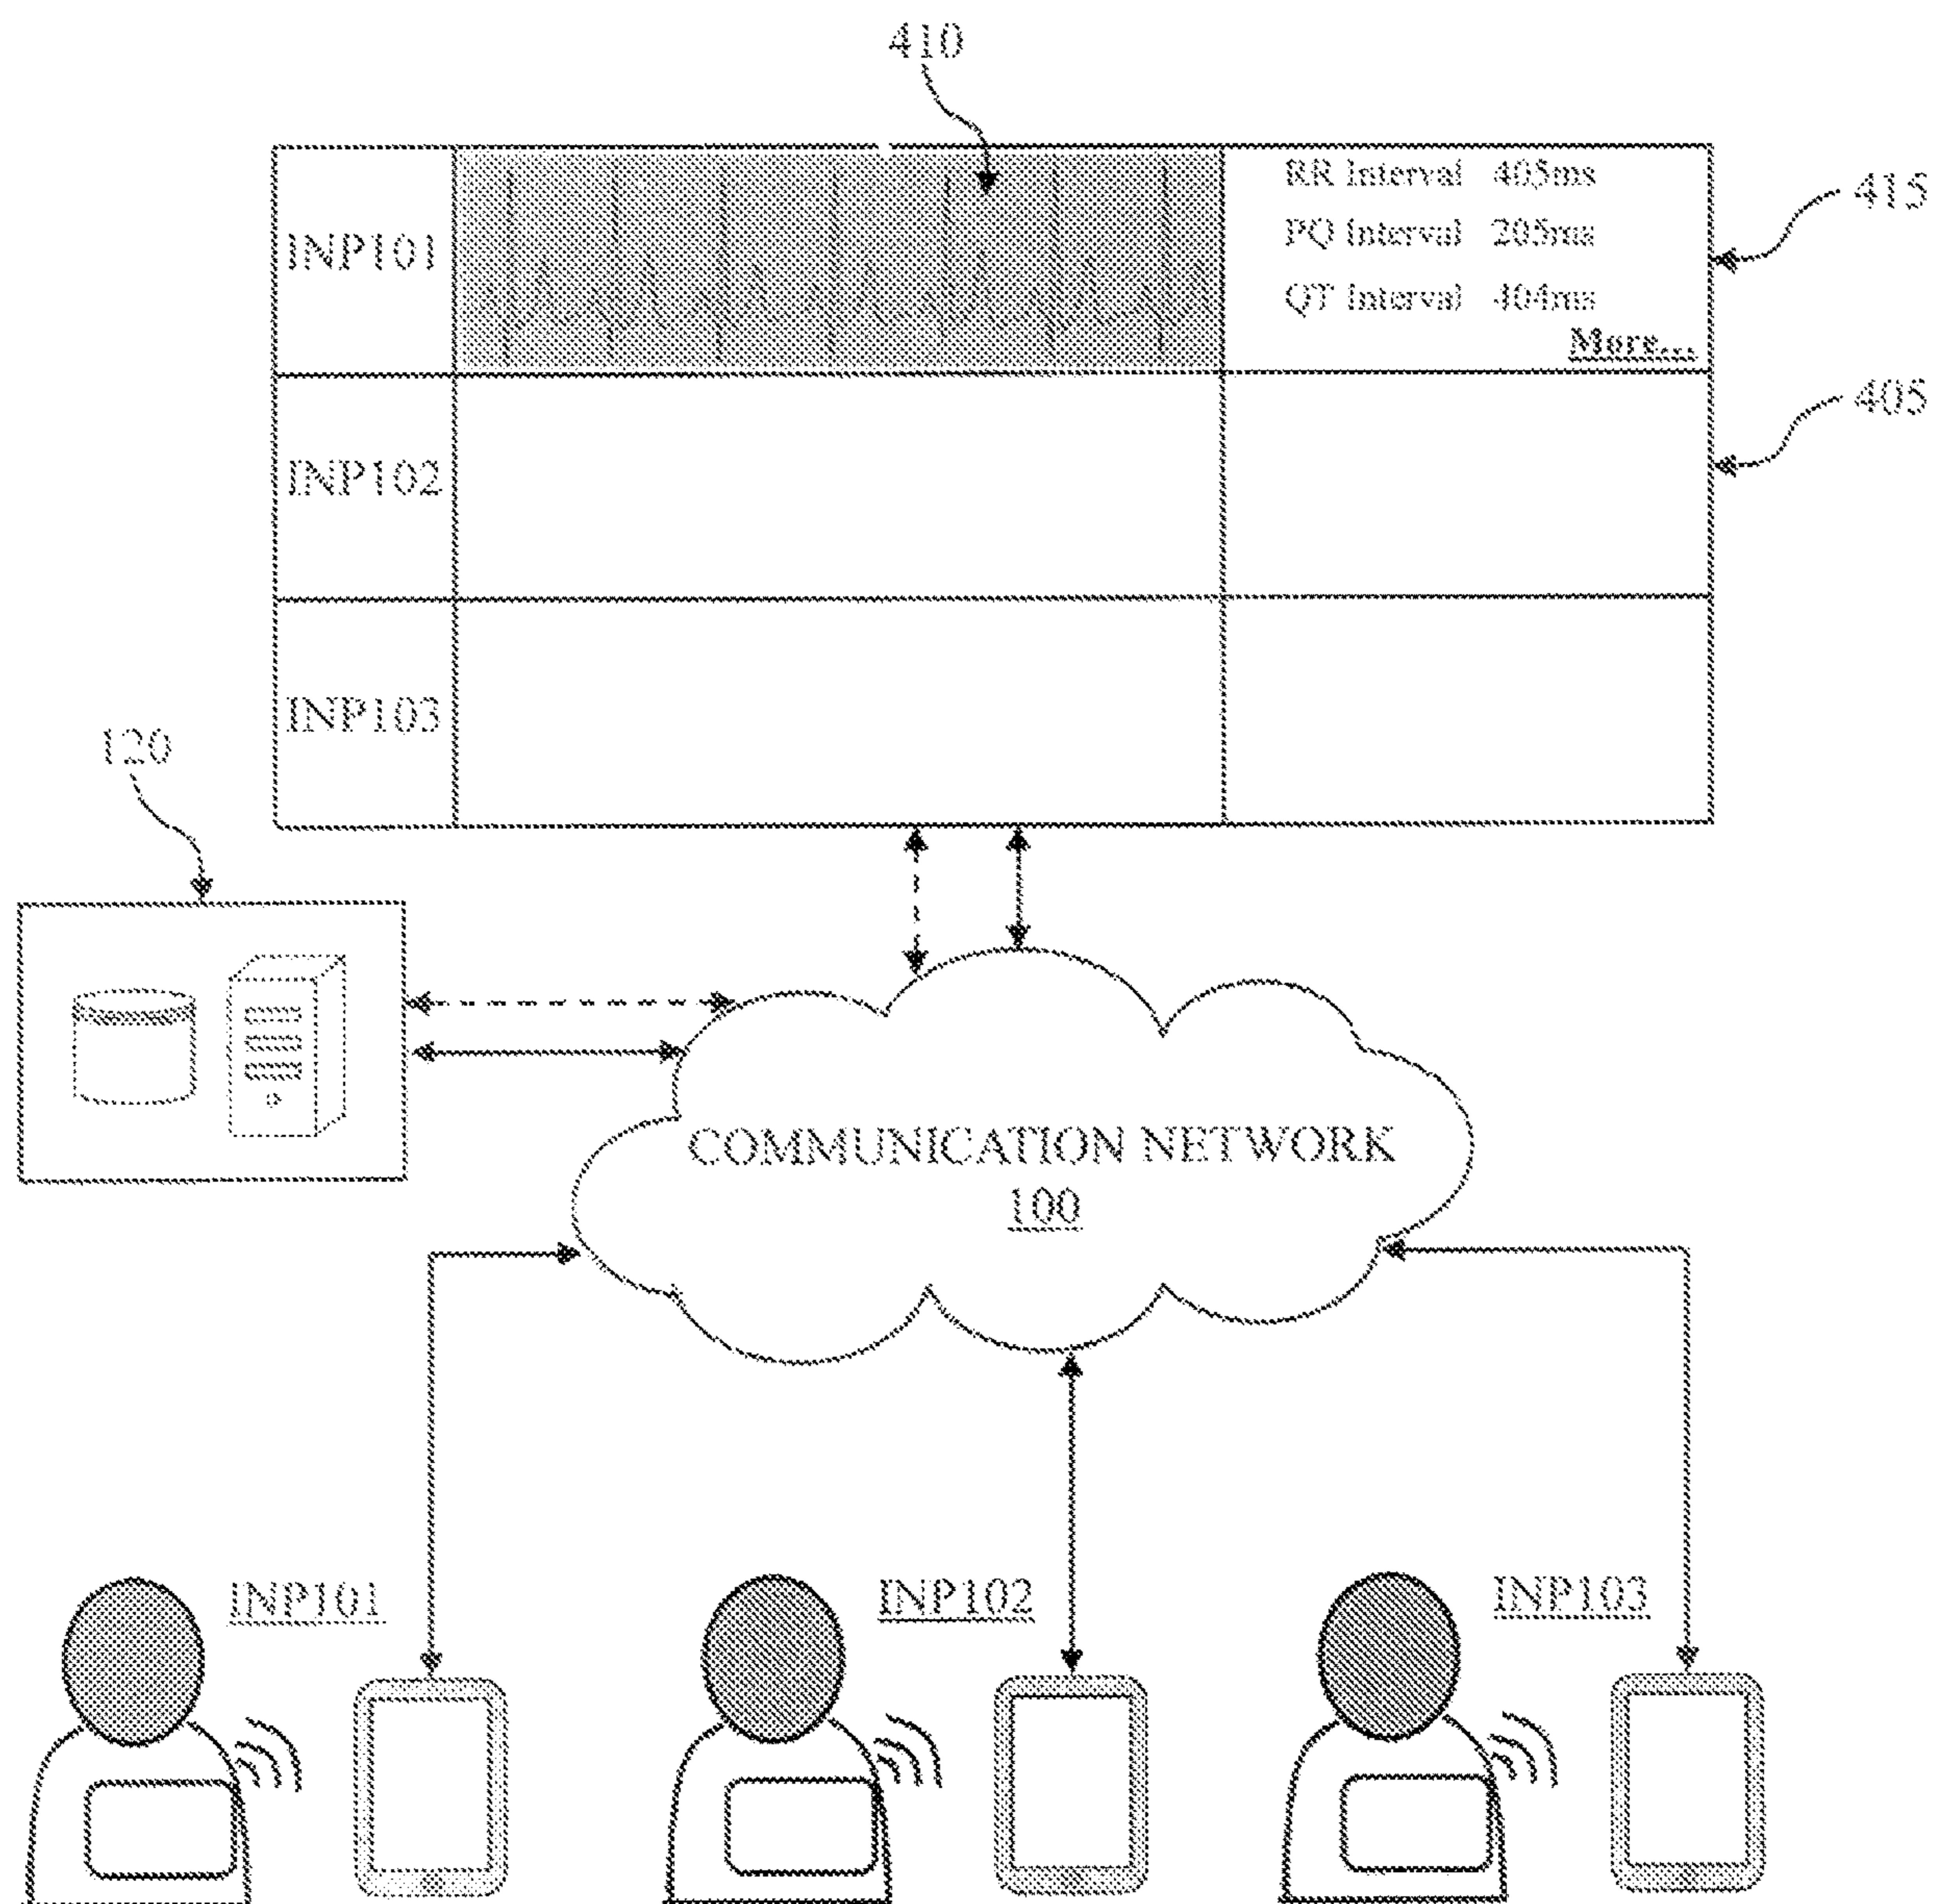 410
INP101
RR Interval 405ms
PQ Interval 205ms
QT Interval 404ms
More...
415
INP102
405
INP103
120
COMMUNICATION NETWORK
100
INP101
INP102
INP103